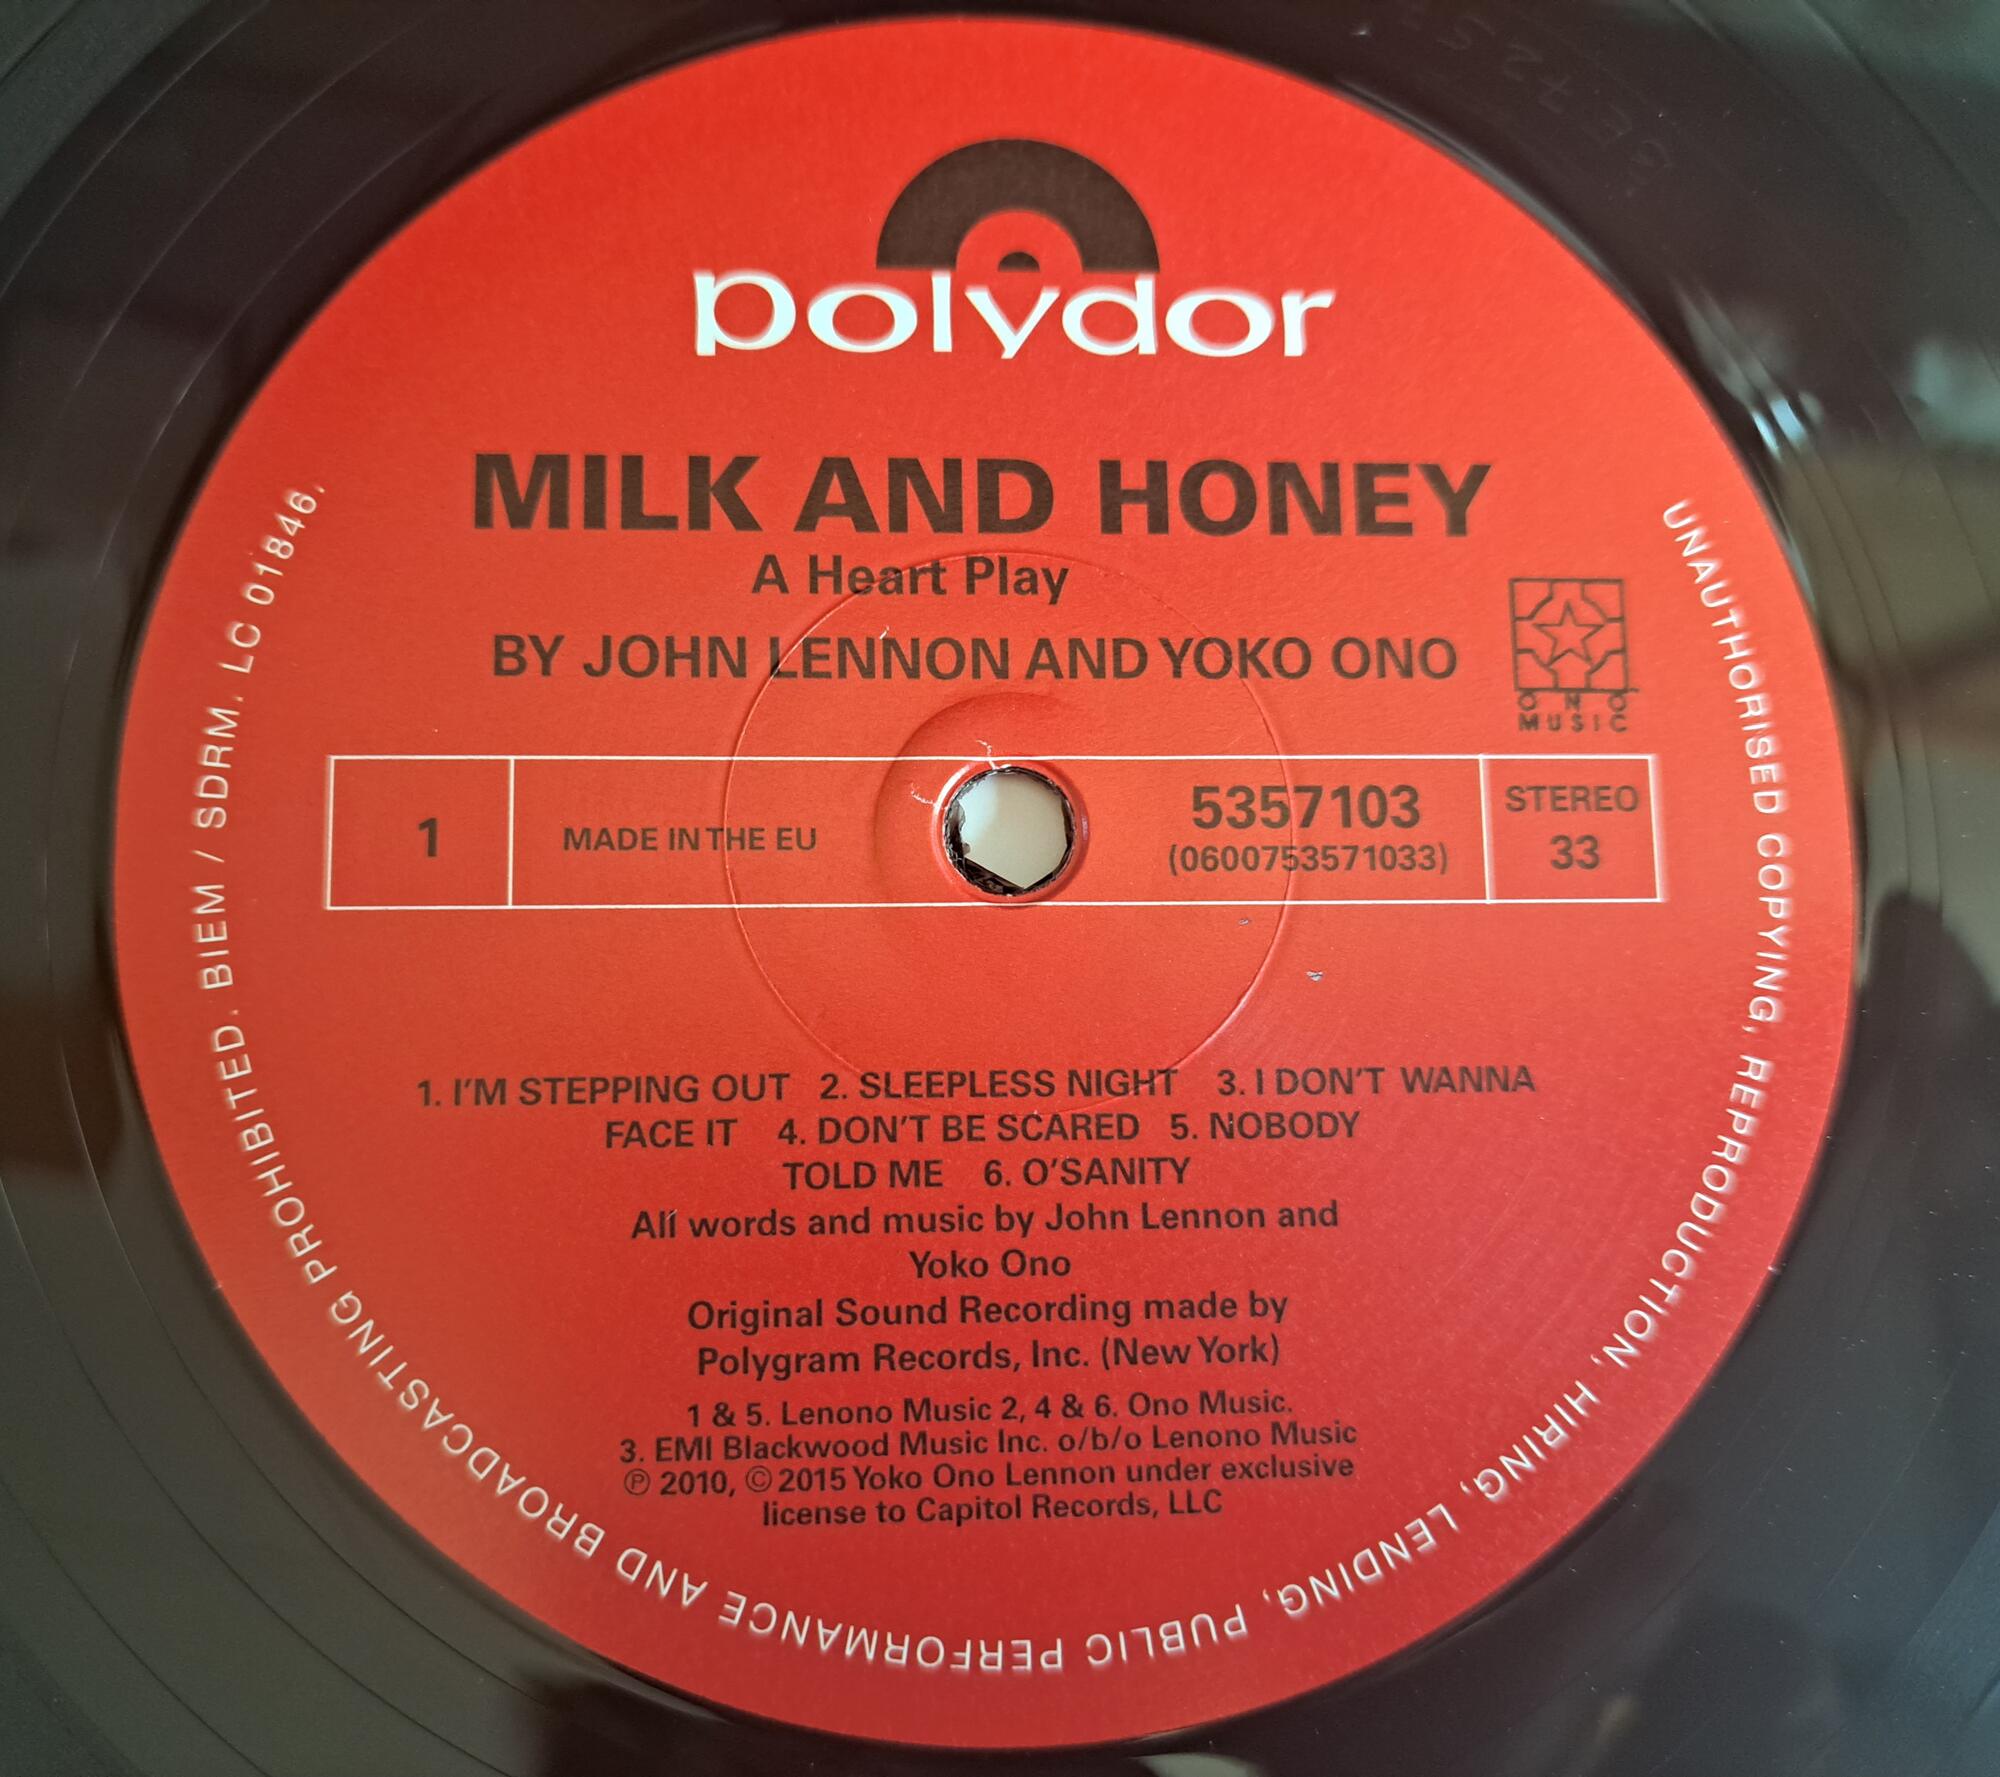 polydor
MILK AND HONEY
A Heart Play
BY JOHN LENNON AND YOKO ONO
ONO
MUSIC
1
MADE IN THE EU
5357103
(0600753571033)
STEREO
33
1. I'M STEPPING OUT 2. SLEEPLESS NIGHT 3. I DON'T WANNA
FACE IT 4. DON'T BE SCARED 5. NOBODY
TOLD ME 6. O'SANITY
All words and music by John Lennon and
Yoko Ono
Original Sound Recording made by
Polygram Records, Inc. (New York)
1 & 5. Lenono Music 2, 4 & 6. Ono Music.
3. EMI Blackwood Music Inc. o/b/o Lenono Music
℗ 2010, © 2015 Yoko Ono Lennon under exclusive
license to Capitol Records, LLC
UNAUTHORISED COPYING, REPRODUCTION, HIRING, LENDING, PUBLIC PERFORMANCE AND BROADCASTING PROHIBITED. BIEM / SDRM. LC 01846.